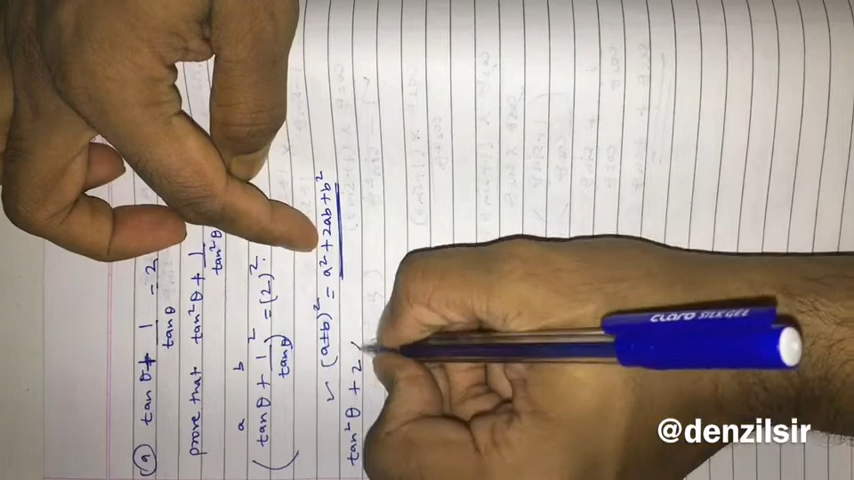 (9) tanθ + 1/tanθ = 2
prove that tan²θ + 1/tan²θ
a b
(tanθ + 1/tanθ)² = (2)²
(a+b)² = a² + 2ab + b²
tan²θ + 2
CLARO SILKGEL
@denzilsir